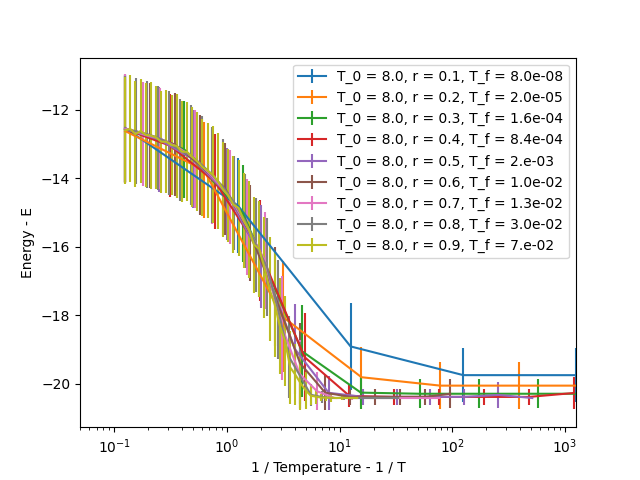 T_0 = 8.0, r = 0.1, T_f = 8.0e-08
T_0 = 8.0, r = 0.2, T_f = 2.0e-05
T_0 = 8.0, r = 0.3, T_f = 1.6e-04
T_0 = 8.0, r = 0.4, T_f = 8.4e-04
T_0 = 8.0, r = 0.5, T_f = 2.e-03
T_0 = 8.0, r = 0.6, T_f = 1.0e-02
T_0 = 8.0, r = 0.7, T_f = 1.3e-02
T_0 = 8.0, r = 0.8, T_f = 3.0e-02
T_0 = 8.0, r = 0.9, T_f = 7.e-02
Energy - E
−12
−14
−16
−18
−20
10⁻¹ 10⁰ 10¹ 10² 10³
1 / Temperature - 1 / T